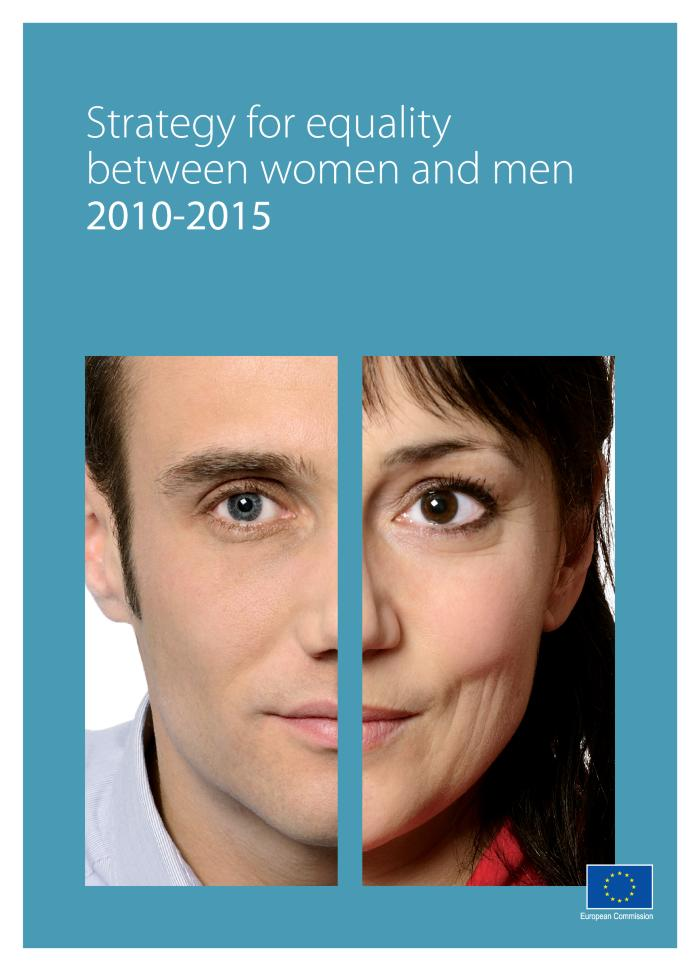 Strategy for equality
between women and men
2010-2015
European Commission